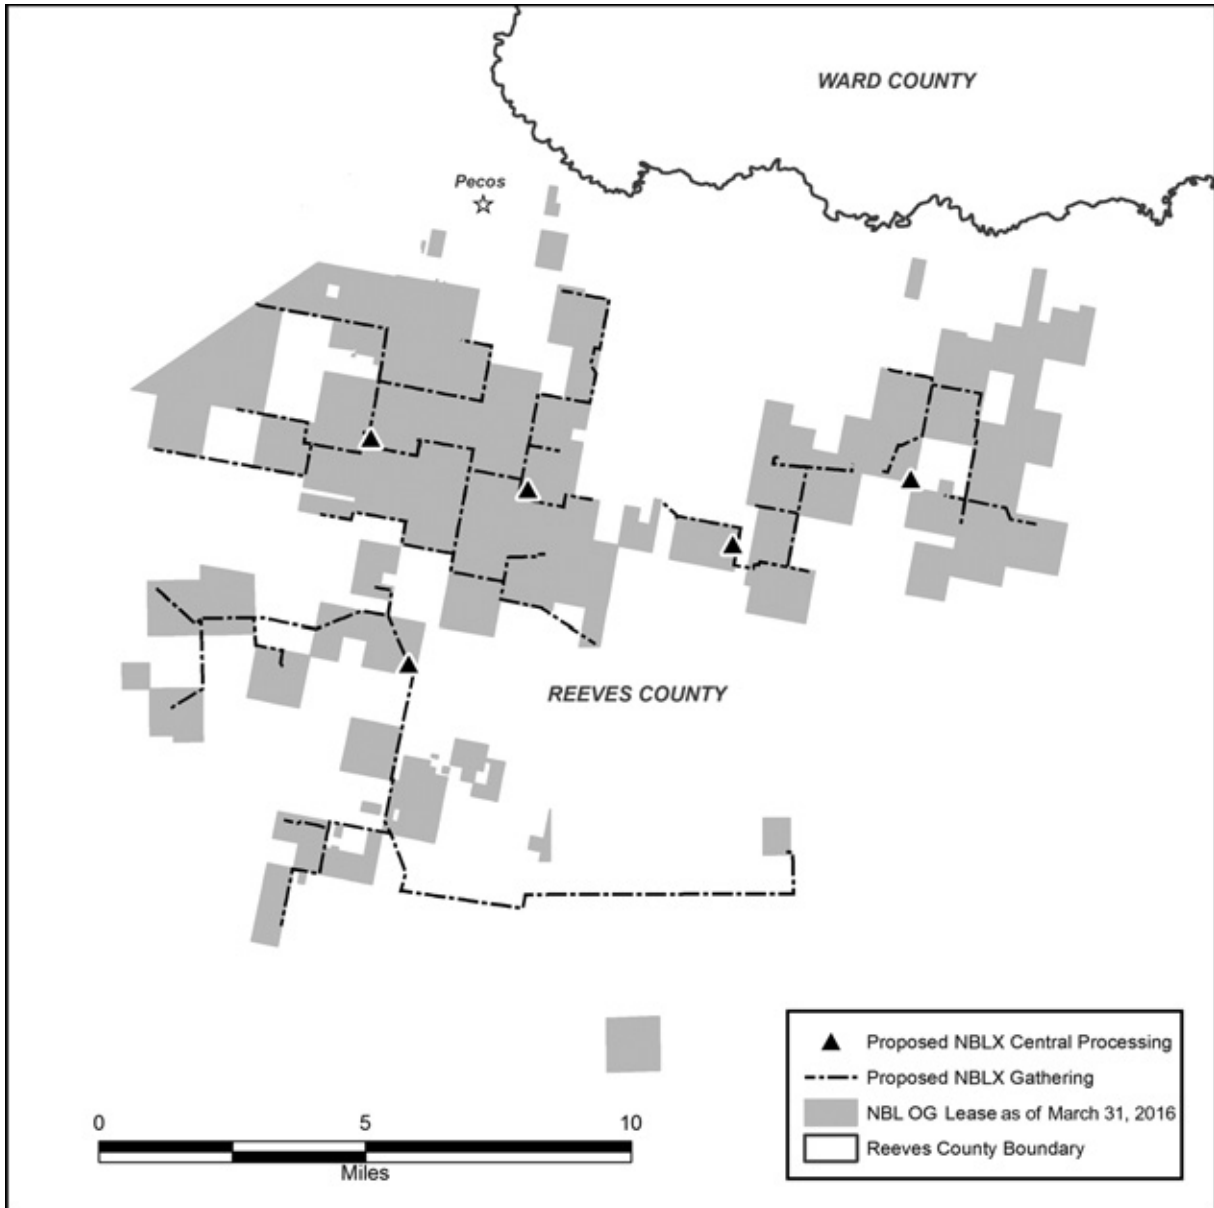 WARD COUNTY
Pecos
REEVES COUNTY
Proposed NBLX Central Processing
Proposed NBLX Gathering
NBL OG Lease as of March 31, 2016
Reeves County Boundary
0 5 10
Miles